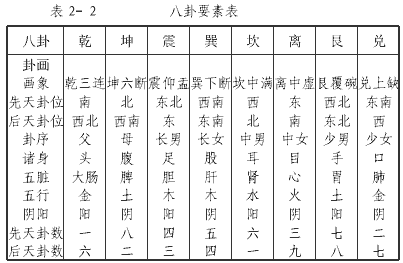 表 2- 2 八卦要素表
八卦 乾 坤 震 巽 坎 离 艮 兑
卦画
画象 乾三连 坤六断 震仰盂 巽下断 坎中满 离中虚 艮覆碗 兑上缺
先天卦位 南 北 东北 西南 西 东 西北 东南
后天卦位 西北 西南 东 东南 北 南 东北 西
卦序 父 母 长男 长女 中男 中女 少男 少女
诸身 头 腹 足 股 耳 目 手 口
五脏 大肠 脾 胆 肝 肾 心 胃 肺
五行 金 土 木 木 水 火 土 金
阴阳 阳 阴 阳 阴 阳 阴 阳 阴
先天卦数 一 八 四 五 六 三 七 二
后天卦数 六 二 三 四 一 九 八 七